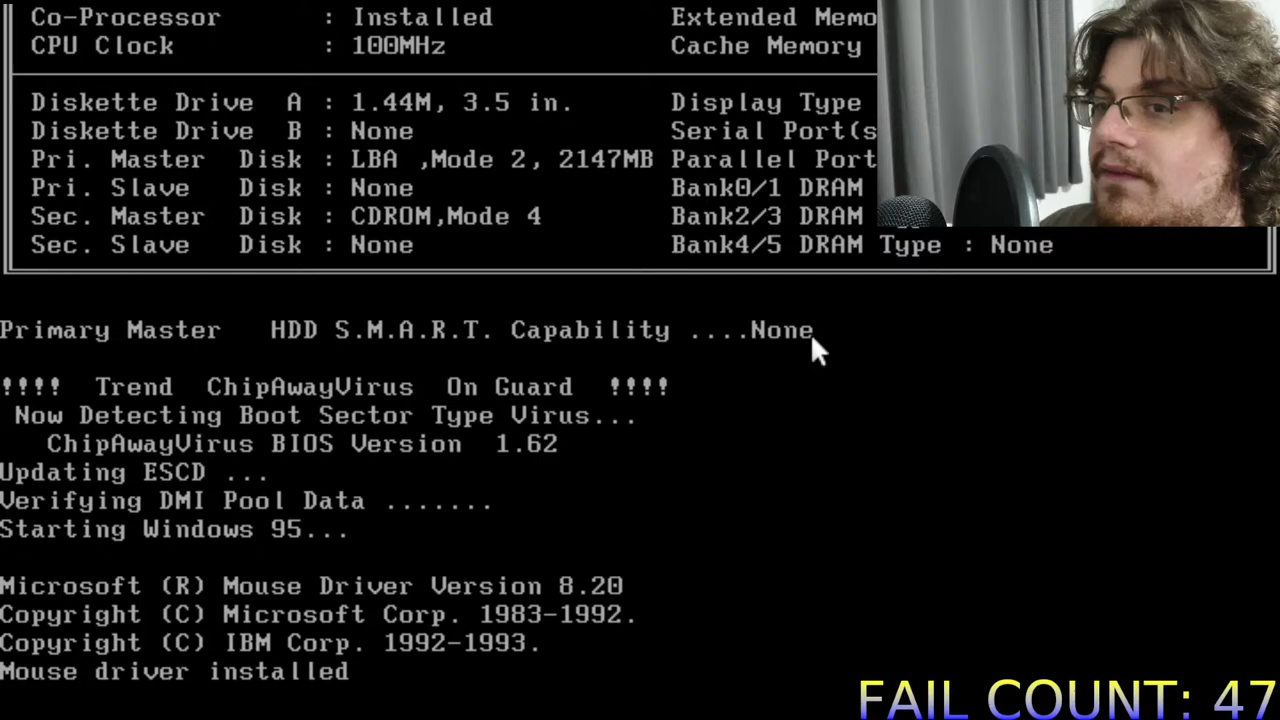 Co-Processor : Installed Extended Memo
CPU Clock : 100MHz Cache Memory
Diskette Drive A : 1.44M, 3.5 in. Display Type
Diskette Drive B : None Serial Port(s
Pri. Master Disk : LBA ,Mode 2, 2147MB Parallel Port
Pri. Slave Disk : None Bank0/1 DRAM
Sec. Master Disk : CDROM,Mode 4 Bank2/3 DRAM
Sec. Slave Disk : None Bank4/5 DRAM Type : None
Primary Master HDD S.M.A.R.T. Capability ....None
!!!! Trend ChipAwayVirus On Guard !!!!
Now Detecting Boot Sector Type Virus...
ChipAwayVirus BIOS Version 1.62
Updating ESCD ...
Verifying DMI Pool Data .......
Starting Windows 95...
Microsoft (R) Mouse Driver Version 8.20
Copyright (C) Microsoft Corp. 1983-1992.
Copyright (C) IBM Corp. 1992-1993.
Mouse driver installed
FAIL COUNT: 47